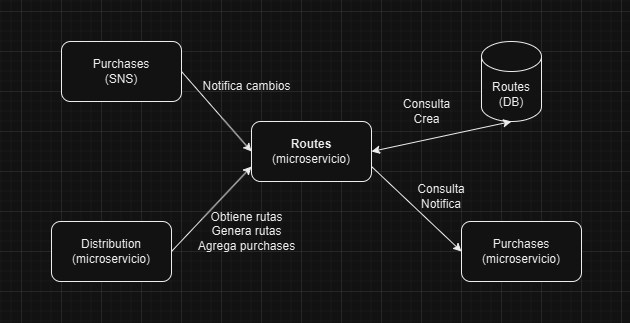 Purchases
(SNS)
Notifica cambios
Routes
(DB)
Consulta
Crea
Routes
(microservicio)
Consulta
Notifica
Obtiene rutas
Genera rutas
Agrega purchases
Distribution
(microservicio)
Purchases
(microservicio)